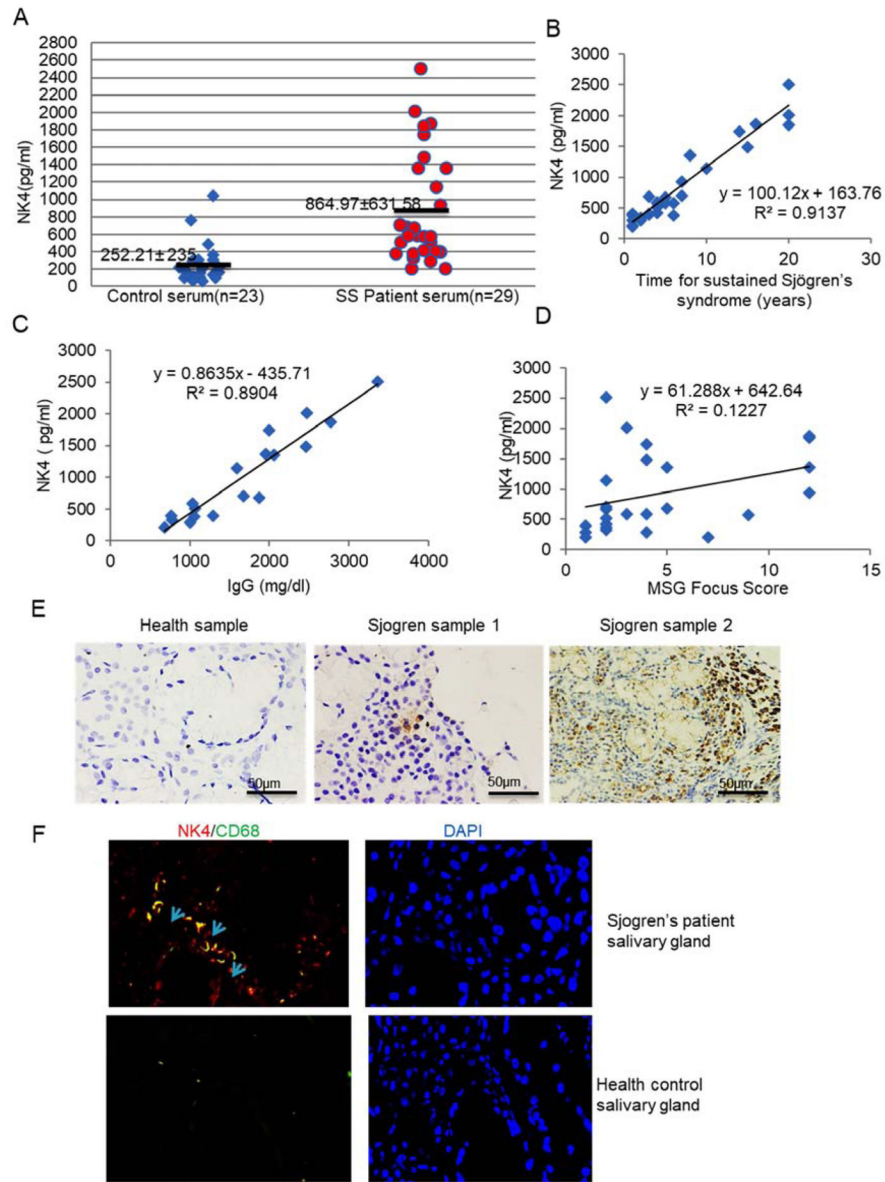 A
2800
2600
2400
2200
2000
1800
1600
1400
1200
1000
800
600
400
200
0
NK4(pg/ml)
252.21±235
864.97±631.58
Control serum(n=23)
SS Patient serum(n=29)
B
3000
2500
2000
1500
1000
500
0
NK4 (pg/ml)
y = 100.12x + 163.76
R² = 0.9137
0 10 20 30
Time for sustained Sjögren's
syndrome (years)
C
3000
2500
2000
1500
1000
500
0
NK4 ( pg/ml)
y = 0.8635x - 435.71
R² = 0.8904
0 1000 2000 3000 4000
IgG (mg/dl)
D
3000
2500
2000
1500
1000
500
0
NK4 (pg/ml)
y = 61.288x + 642.64
R² = 0.1227
0 5 10 15
MSG Focus Score
E
Health sample
Sjogren sample 1
Sjogren sample 2
50µm
50µm
50µm
F
NK4/CD68
DAPI
Sjogren's patient
salivary gland
Health control
salivary gland